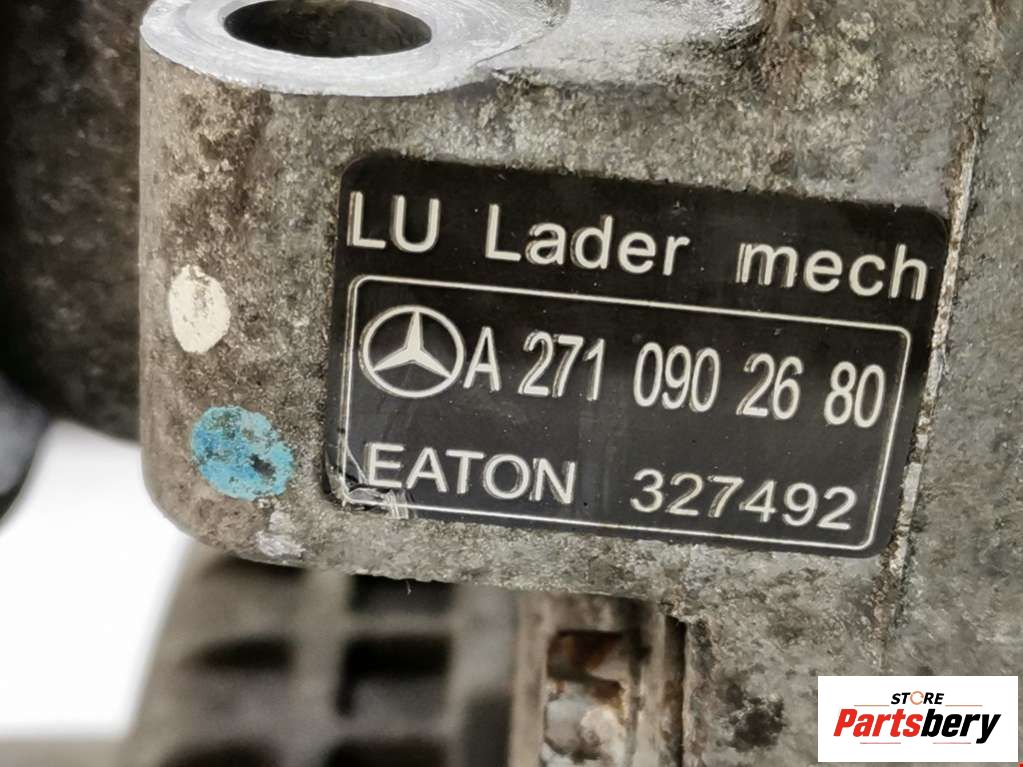 LU Lader mech
A 271 090 26 80
EATON 327492
STORE
Partsbery